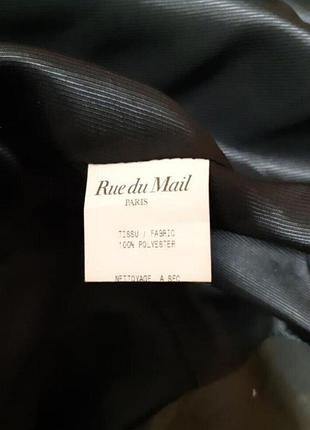 Rue du Mail
PARIS
TISSU / FABRIC
100% POLYESTER
NETTOYAGE A SEC